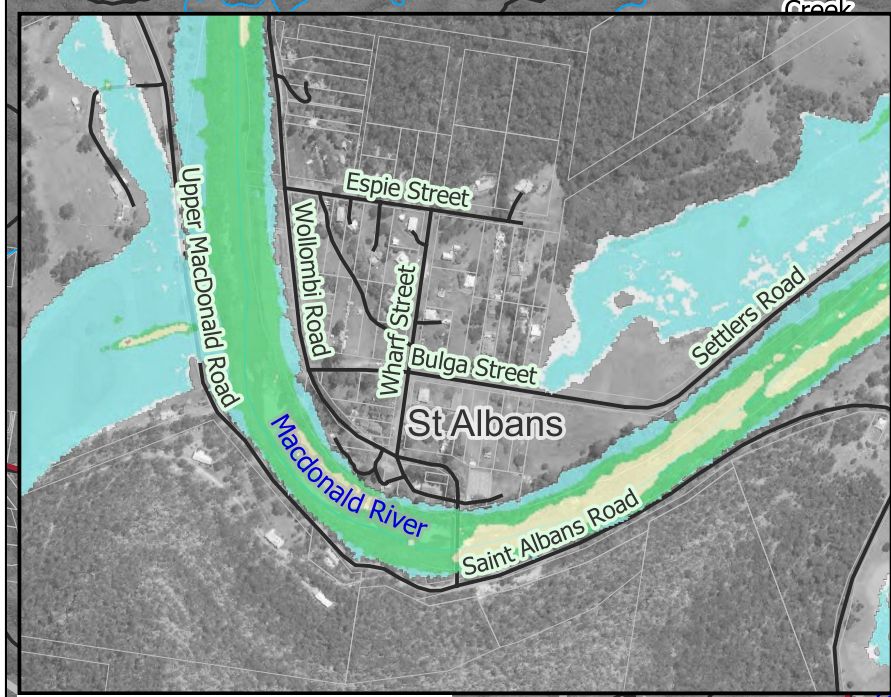 Creek
Espie Street
Upper MacDonald Road
Wollombi Road
Wharf Street
Settlers Road
Bulga Street
St Albans
Macdonald River
Saint Albans Road